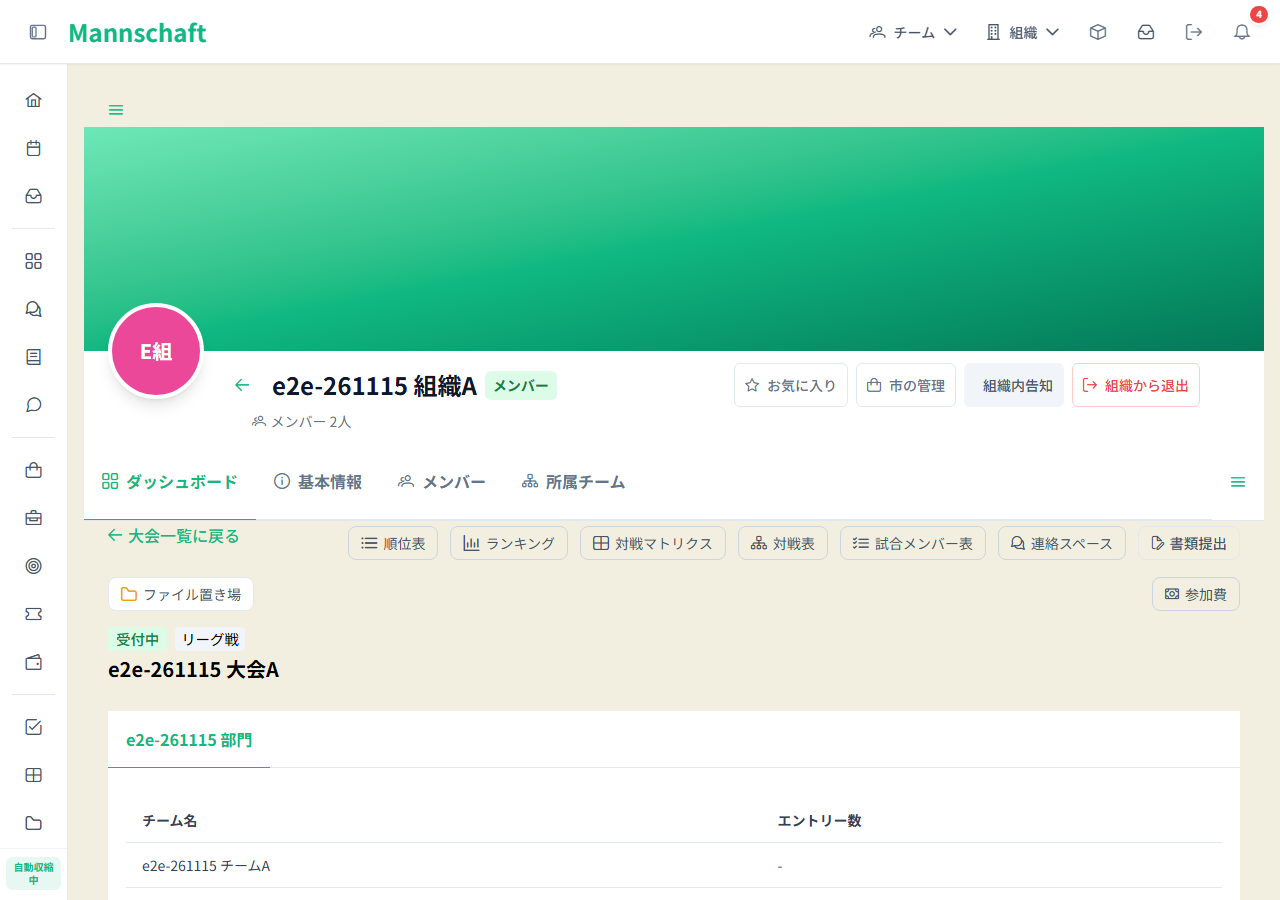 Mannschaft
チーム
組織
4
E組
e2e-261115 組織A
メンバー
お気に入り
市の管理
組織内告知
組織から退出
メンバー 2人
ダッシュボード
基本情報
メンバー
所属チーム
大会一覧に戻る
順位表
ランキング
対戦マトリクス
対戦表
試合メンバー表
連絡スペース
書類提出
ファイル置き場
参加費
受付中
リーグ戦
e2e-261115 大会A
e2e-261115 部門
チーム名
エントリー数
e2e-261115 チームA
-
自動収縮
中